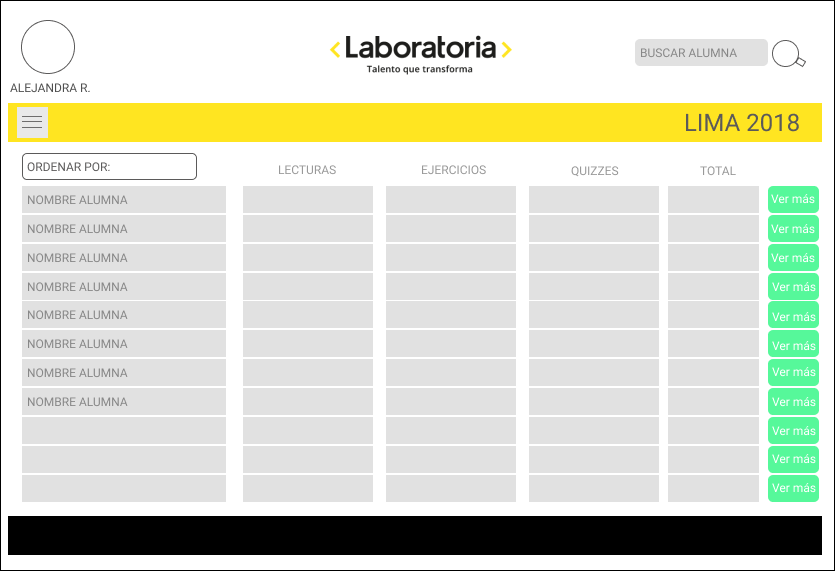 Laboratoria
Talento que transforma
BUSCAR ALUMNA
ALEJANDRA R.
LIMA 2018
ORDENAR POR:
LECTURAS
EJERCICIOS
QUIZZES
TOTAL
NOMBRE ALUMNA
Ver más
NOMBRE ALUMNA
Ver más
NOMBRE ALUMNA
Ver más
NOMBRE ALUMNA
Ver más
NOMBRE ALUMNA
Ver más
NOMBRE ALUMNA
Ver más
NOMBRE ALUMNA
Ver más
NOMBRE ALUMNA
Ver más
Ver más
Ver más
Ver más